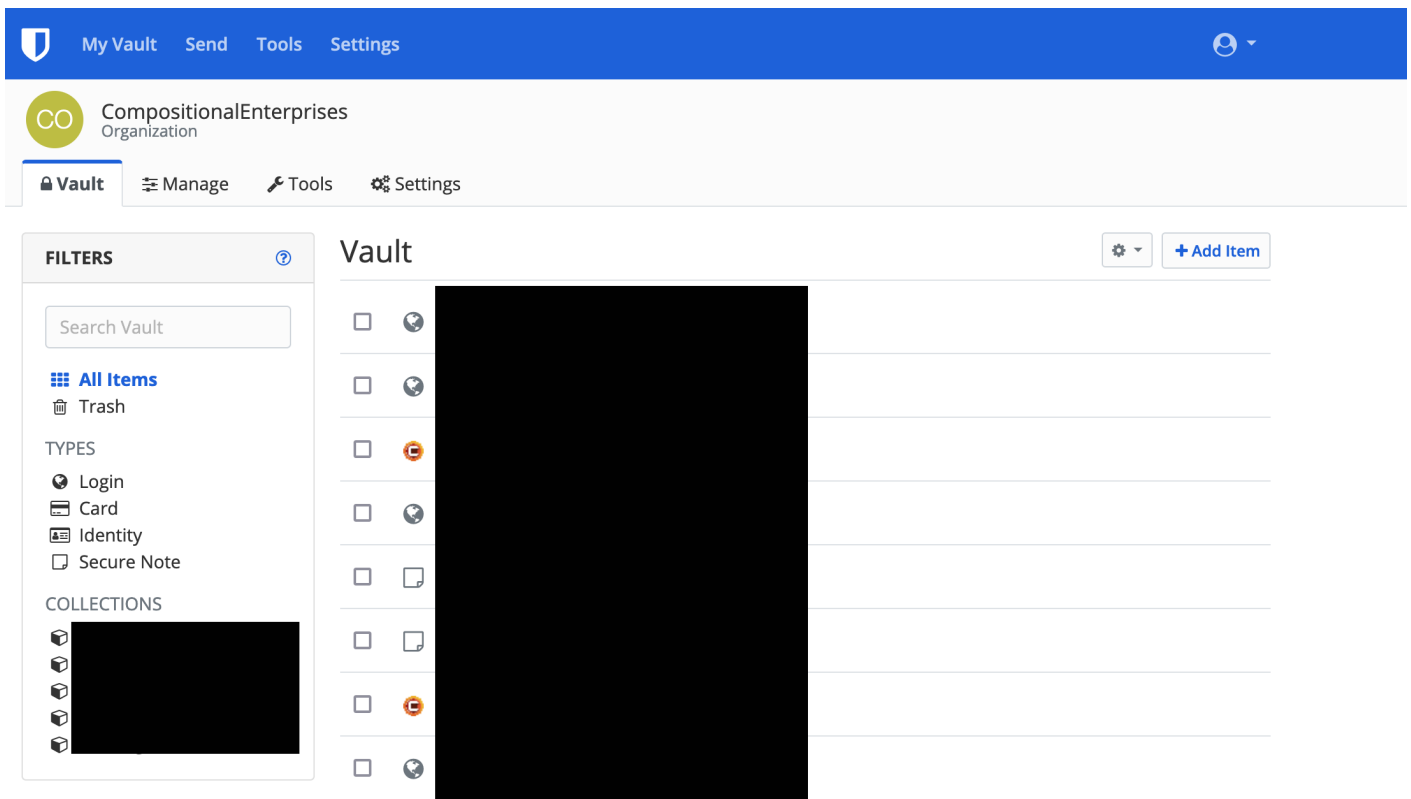 My Vault Send Tools Settings
CO
CompositionalEnterprises
Organization
Vault Manage Tools Settings
FILTERS
Search Vault
All Items
Trash
TYPES
Login
Card
Identity
Secure Note
COLLECTIONS
Vault
+ Add Item